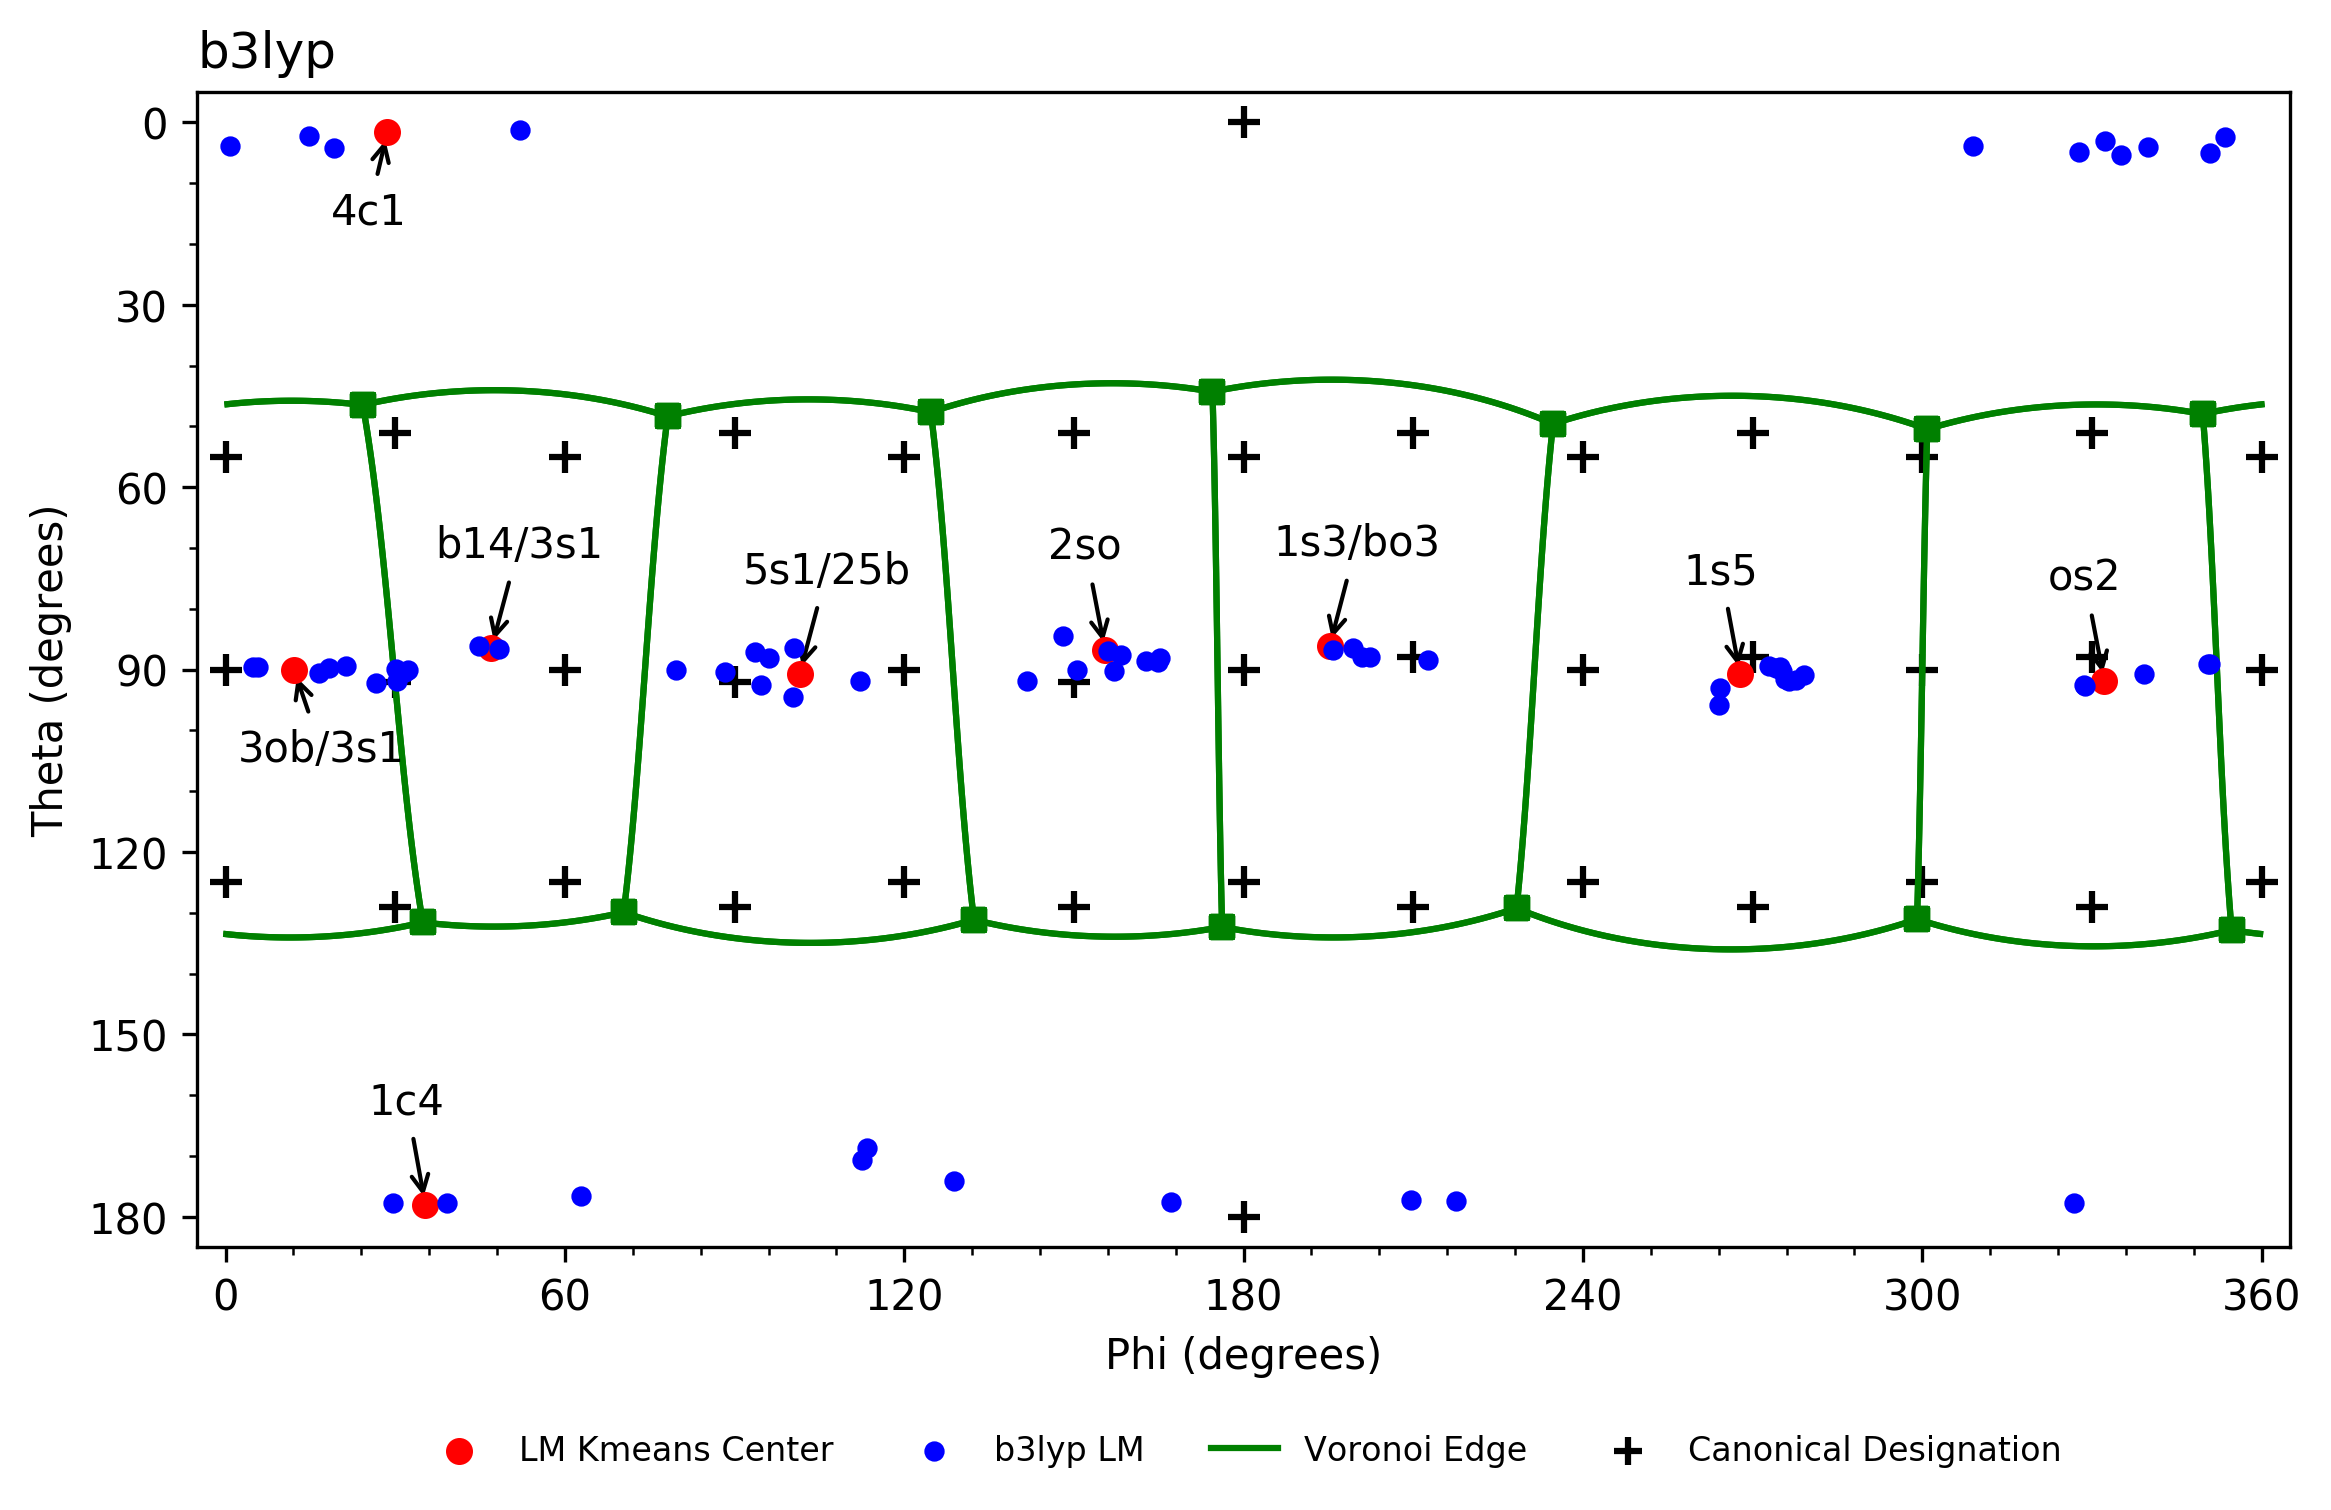 b3lyp
0
4c1
30
60
b14/3s1
5s1/25b
2so
1s3/bo3
1s5
os2
90
3ob/3s1
120
150
1c4
180
Theta (degrees)
0 60 120 180 240 300 360
Phi (degrees)
LM Kmeans Center b3lyp LM Voronoi Edge Canonical Designation